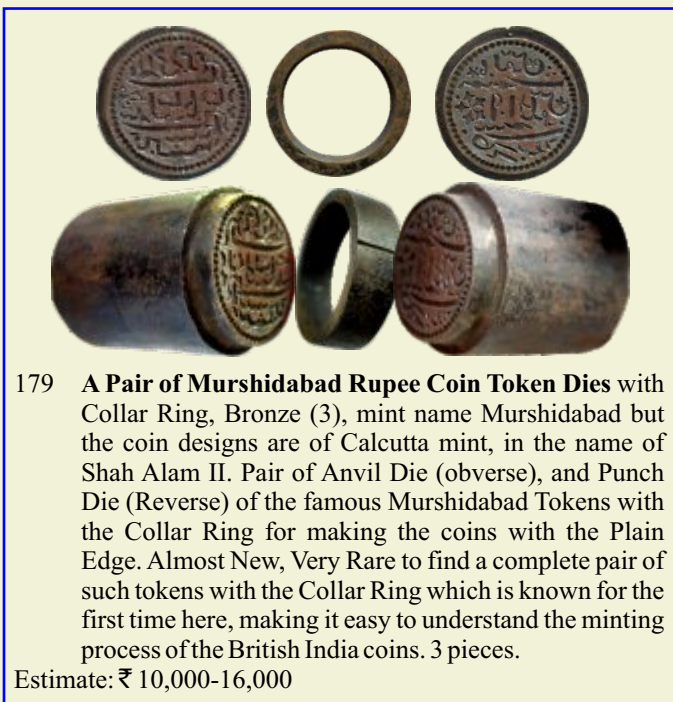 179 A Pair of Murshidabad Rupee Coin Token Dies with
Collar Ring, Bronze (3), mint name Murshidabad but
the coin designs are of Calcutta mint, in the name of
Shah Alam II. Pair of Anvil Die (obverse), and Punch
Die (Reverse) of the famous Murshidabad Tokens with
the Collar Ring for making the coins with the Plain
Edge. Almost New, Very Rare to find a complete pair of
such tokens with the Collar Ring which is known for the
first time here, making it easy to understand the minting
process of the British India coins. 3 pieces.
Estimate: ₹ 10,000-16,000